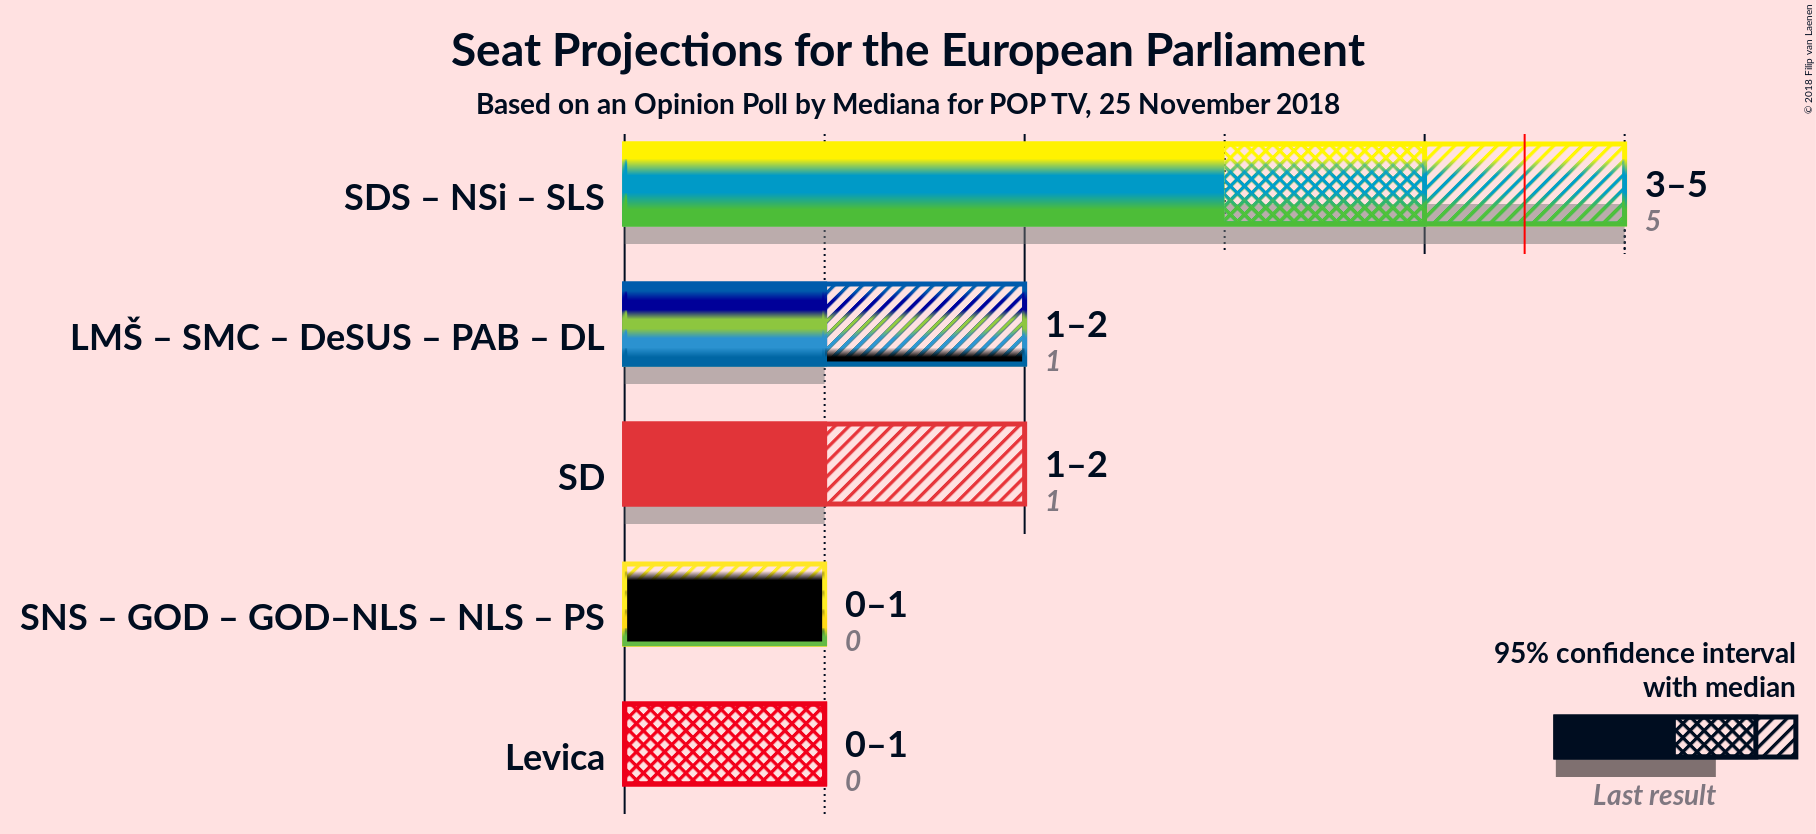 Seat Projections for the European Parliament
Based on an Opinion Poll by Mediana for POP TV, 25 November 2018
© 2018 Filip van Laenen
SDS – NSi – SLS
3–5
5
LMŠ – SMC – DeSUS – PAB – DL
1–2
1
SD
1–2
1
SNS – GOD – GOD–NLS – NLS – PS
0–1
0
Levica
0–1
0
95% confidence interval
with median
Last result